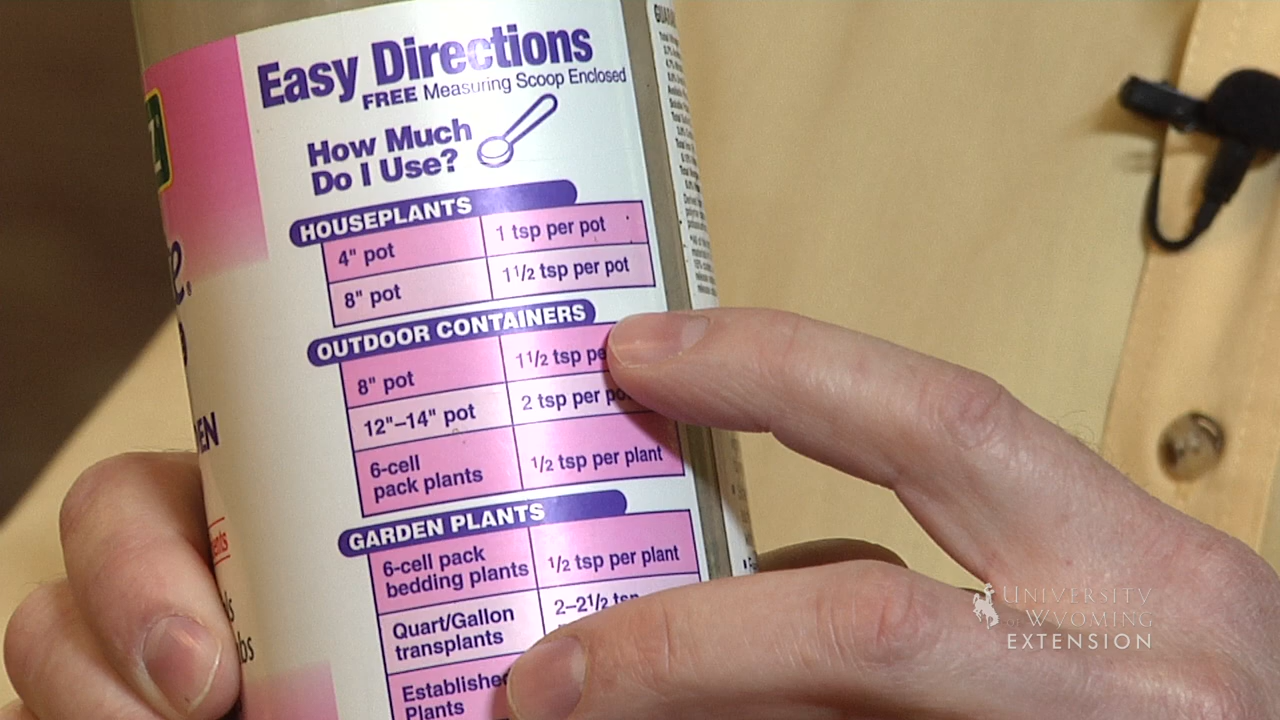 Easy Directions
FREE Measuring Scoop Enclosed
How Much
Do I Use?
HOUSEPLANTS
4" pot 1 tsp per pot
8" pot 1 1/2 tsp per pot
OUTDOOR CONTAINERS
8" pot 1 1/2 tsp pe
12"–14" pot 2 tsp per po
6-cell
pack plants 1/2 tsp per plant
GARDEN PLANTS
6-cell pack
bedding plants 1/2 tsp per plant
Quart/Gallon
transplants 2–2 1/2 tsp
Established
Plants
UNIVERSITY
OF WYOMING
EXTENSION